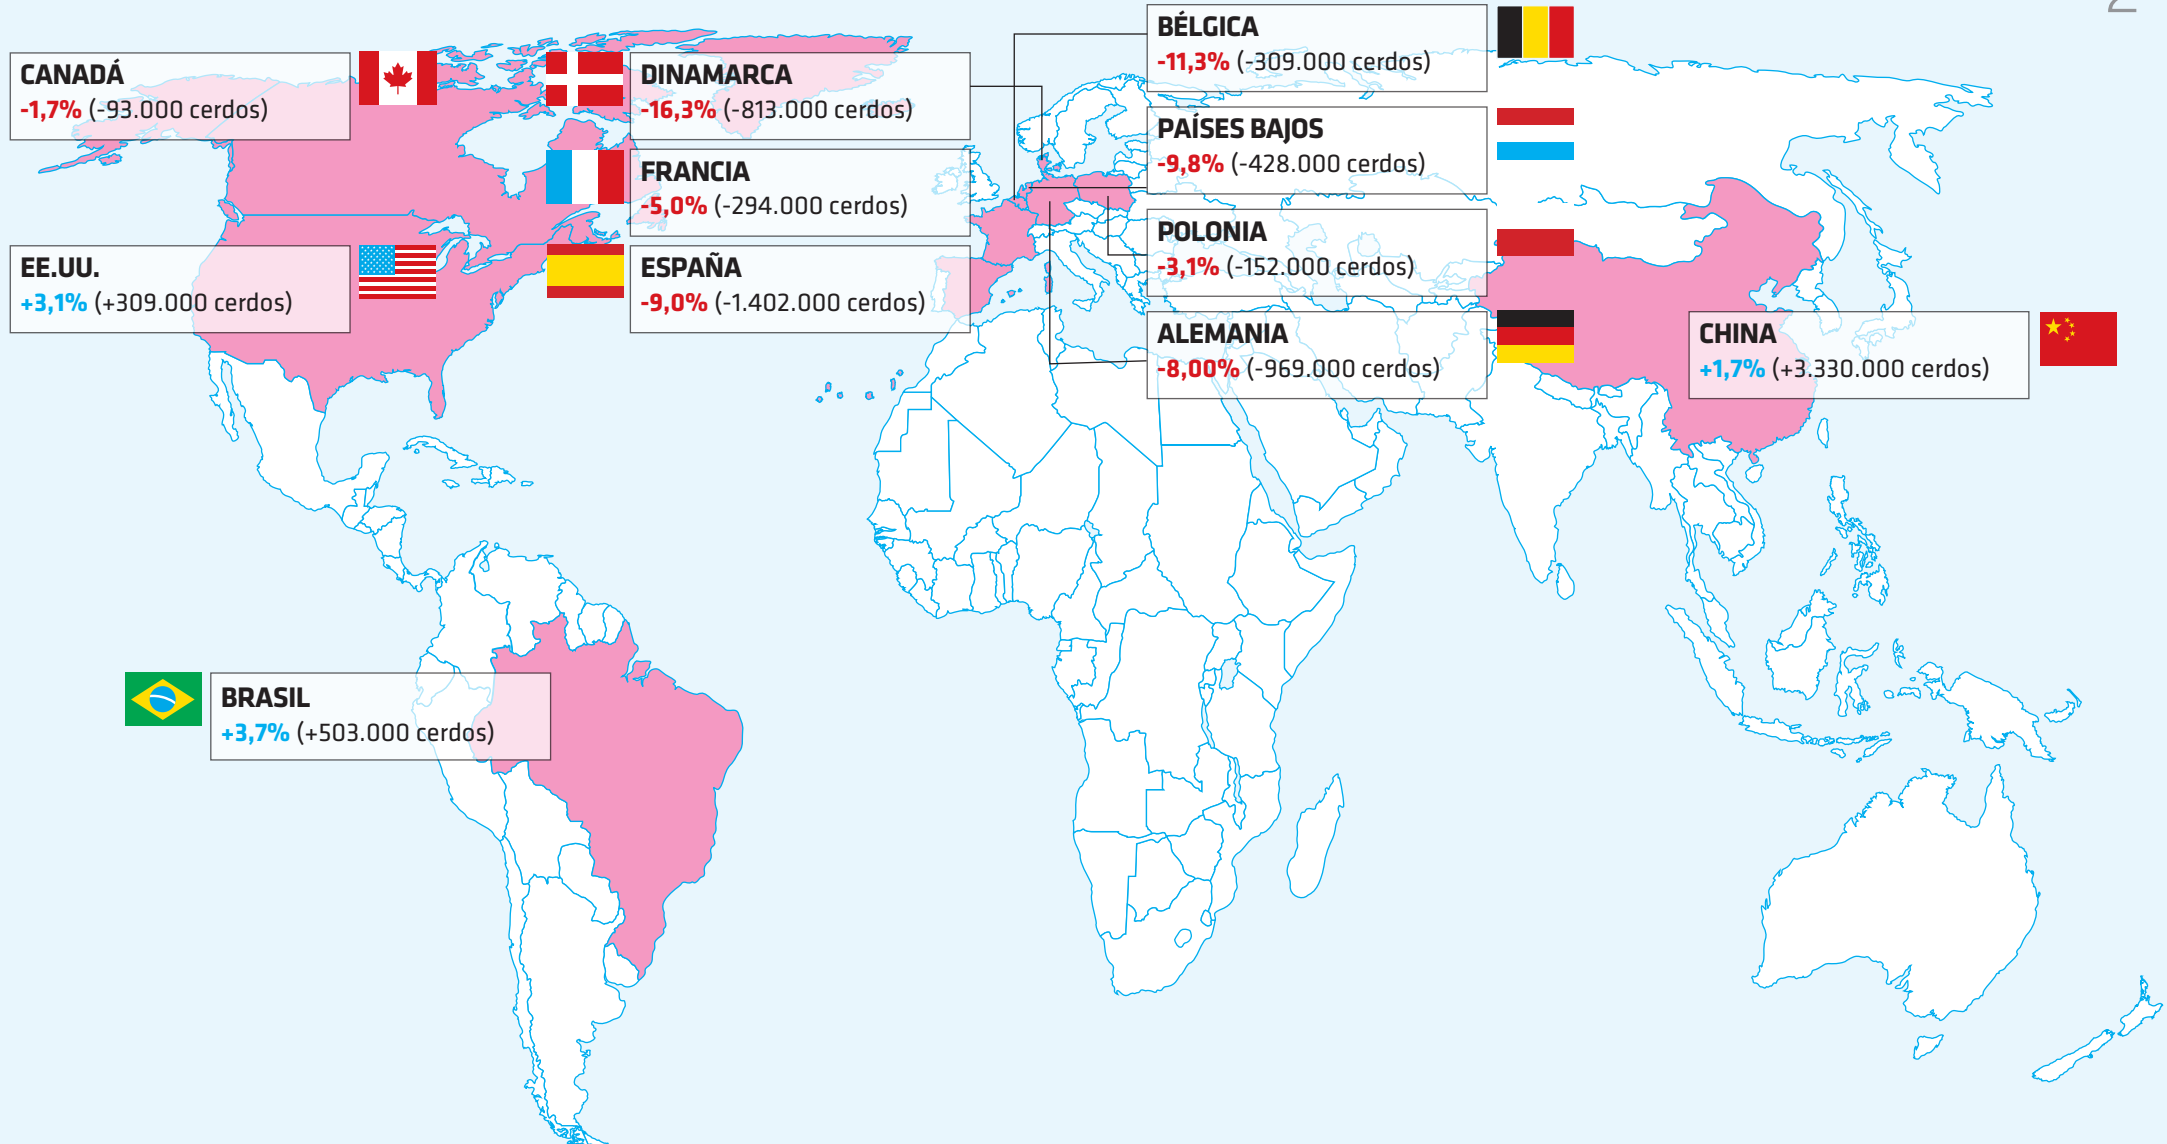 CANADÁ
-1,7% (-93.000 cerdos)
DINAMARCA
-16,3% (-813.000 cerdos)
BÉLGICA
-11,3% (-309.000 cerdos)
PAÍSES BAJOS
-9,8% (-428.000 cerdos)
FRANCIA
-5,0% (-294.000 cerdos)
POLONIA
-3,1% (-152.000 cerdos)
EE.UU.
+3,1% (+309.000 cerdos)
ESPAÑA
-9,0% (-1.402.000 cerdos)
ALEMANIA
-8,00% (-969.000 cerdos)
CHINA
+1,7% (+3.330.000 cerdos)
BRASIL
+3,7% (+503.000 cerdos)